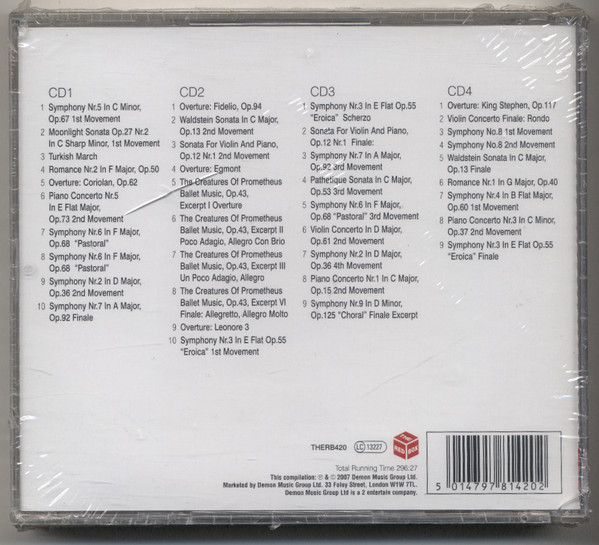 CD1
1 Symphony Nr.5 In C Minor,
Op.67 1st Movement
2 Moonlight Sonata Op.27 Nr.2
In C Sharp Minor, 1st Movement
3 Turkish March
4 Romance Nr.2 In F Major, Op.50
5 Overture: Coriolan, Op.62
6 Piano Concerto Nr.5
In E Flat Major,
Op.73 2nd Movement
7 Symphony Nr.6 In F Major,
Op.68 "Pastoral"
8 Symphony Nr.6 In F Major,
Op.68 "Pastoral"
9 Symphony Nr.2 In D Major,
Op.36 2nd Movement
10 Symphony Nr.7 In A Major,
Op.92 Finale
CD2
1 Overture: Fidelio, Op.94
2 Waldstein Sonata In C Major,
Op.13 2nd Movement
3 Sonata For Violin And Piano,
Op.12 Nr.1 2nd Movement
4 Overture: Egmont
5 The Creatures Of Prometheus
Ballet Music, Op.43,
Excerpt I Overture
6 The Creatures Of Prometheus
Ballet Music, Op.43, Excerpt II
Poco Adagio, Allegro Con Brio
7 The Creatures Of Prometheus
Ballet Music, Op.43, Excerpt III
Un Poco Adagio, Allegro
8 The Creatures Of Prometheus
Ballet Music, Op.43, Excerpt VI
Finale: Allegretto, Allegro Molto
9 Overture: Leonore 3
10 Symphony Nr.3 In E Flat Op.55
"Eroica" 1st Movement
CD3
1 Symphony Nr.3 In E Flat Op.55
"Eroica" Scherzo
2 Sonata For Violin And Piano,
Op.12 Nr.1 Finale:
3 Symphony Nr.7 In A Major,
Op.92 3rd Movement
4 Pathetique Sonata In C Major,
Op.53 3rd Movement
5 Symphony Nr.6 In F Major,
Op.68 "Pastoral" 3rd Movement
6 Violin Concerto In D Major,
Op.61 2nd Movement
7 Symphony Nr.2 In D Major,
Op.36 4th Movement
8 Piano Concerto Nr.1 In C Major,
Op.15 2nd Movement
9 Symphony Nr.9 In D Minor,
Op.125 "Choral" Finale Excerpt
CD4
1 Overture: King Stephen, Op.117
2 Violin Concerto Finale: Rondo
3 Symphony No.8 1st Movement
4 Symphony No.8 2nd Movement
5 Waldstein Sonata In C Major,
Op.13 Finale
6 Romance Nr.1 In G Major, Op.40
7 Symphony Nr.4 In B Flat Major,
Op.60 1st Movement
8 Piano Concerto Nr.3 In C Minor,
Op.37 2nd Movement
9 Symphony Nr.3 In E Flat Op.55
"Eroica" Finale
THERB420
LC 13227
THE
RED
BOX
Total Running Time 296:27
This compilation: ℗ & © 2007 Demon Music Group Ltd.
Marketed by Demon Music Group Ltd. 33 Foley Street, London W1W 7TL.
Demon Music Group Ltd is a 2 entertain company.
5 014797 814202